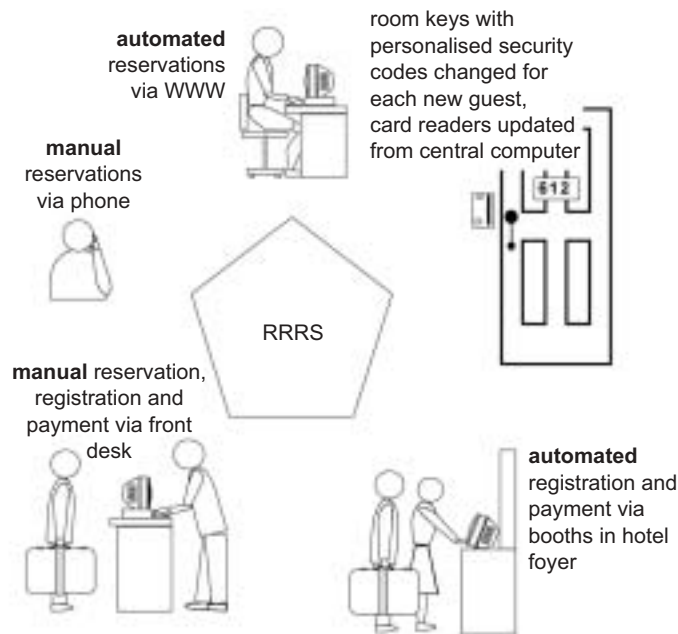 automated
reservations
via WWW
room keys with
personalised security
codes changed for
each new guest,
card readers updated
from central computer
manual
reservations
via phone
612
RRRS
manual reservation,
registration and
payment via front
desk
automated
registration and
payment via
booths in hotel
foyer